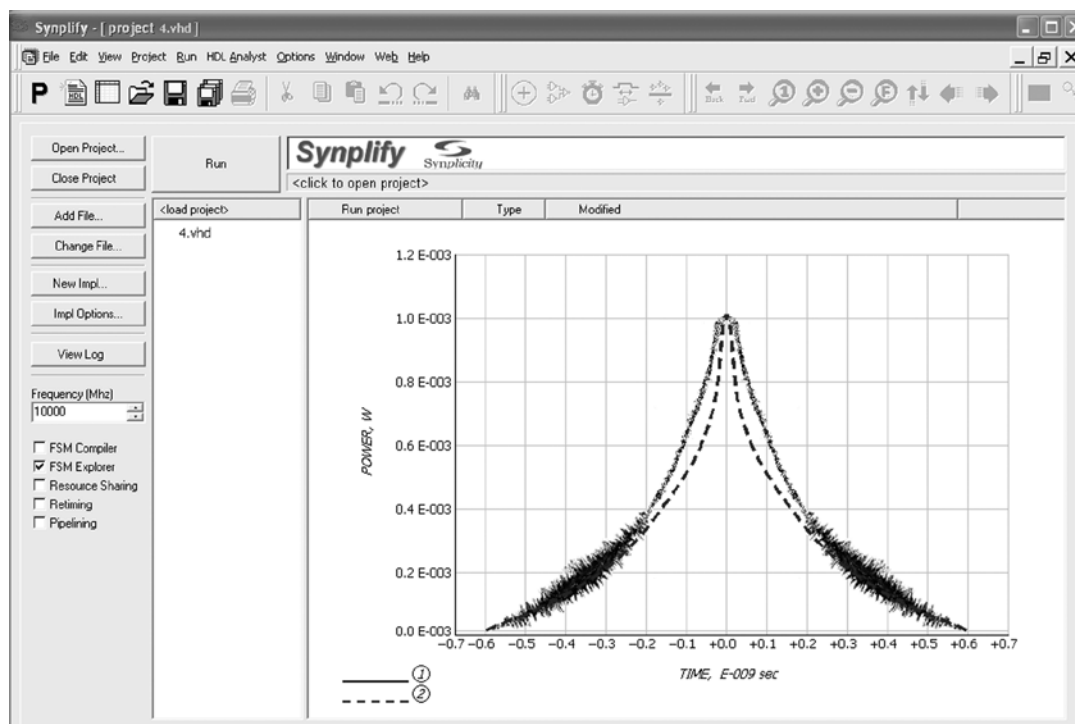 Synplify - [ project 4.vhd ]
File Edit View Project Run HDL Analyst Options Window Web Help
P HDL Back Fwd 1 F
Open Project...
Close Project
Run
Synplify Synplicity
<click to open project>
Add File...
Change File...
New Impl...
Impl Options...
View Log
Frequency (Mhz)
10000
FSM Compiler
FSM Explorer
Resource Sharing
Retiming
Pipelining
<load project>
4.vhd
Run project Type Modified
1.2 E-003
1.0 E-003
0.8 E-003
0.6 E-003
0.4 E-003
0.2 E-003
0.0 E-003
POWER, W
-0.7 -0.6 -0.5 -0.4 -0.3 -0.2 -0.1 +0.0 +0.1 +0.2 +0.3 +0.4 +0.5 +0.6 +0.7
TIME, E-009 sec
1
2